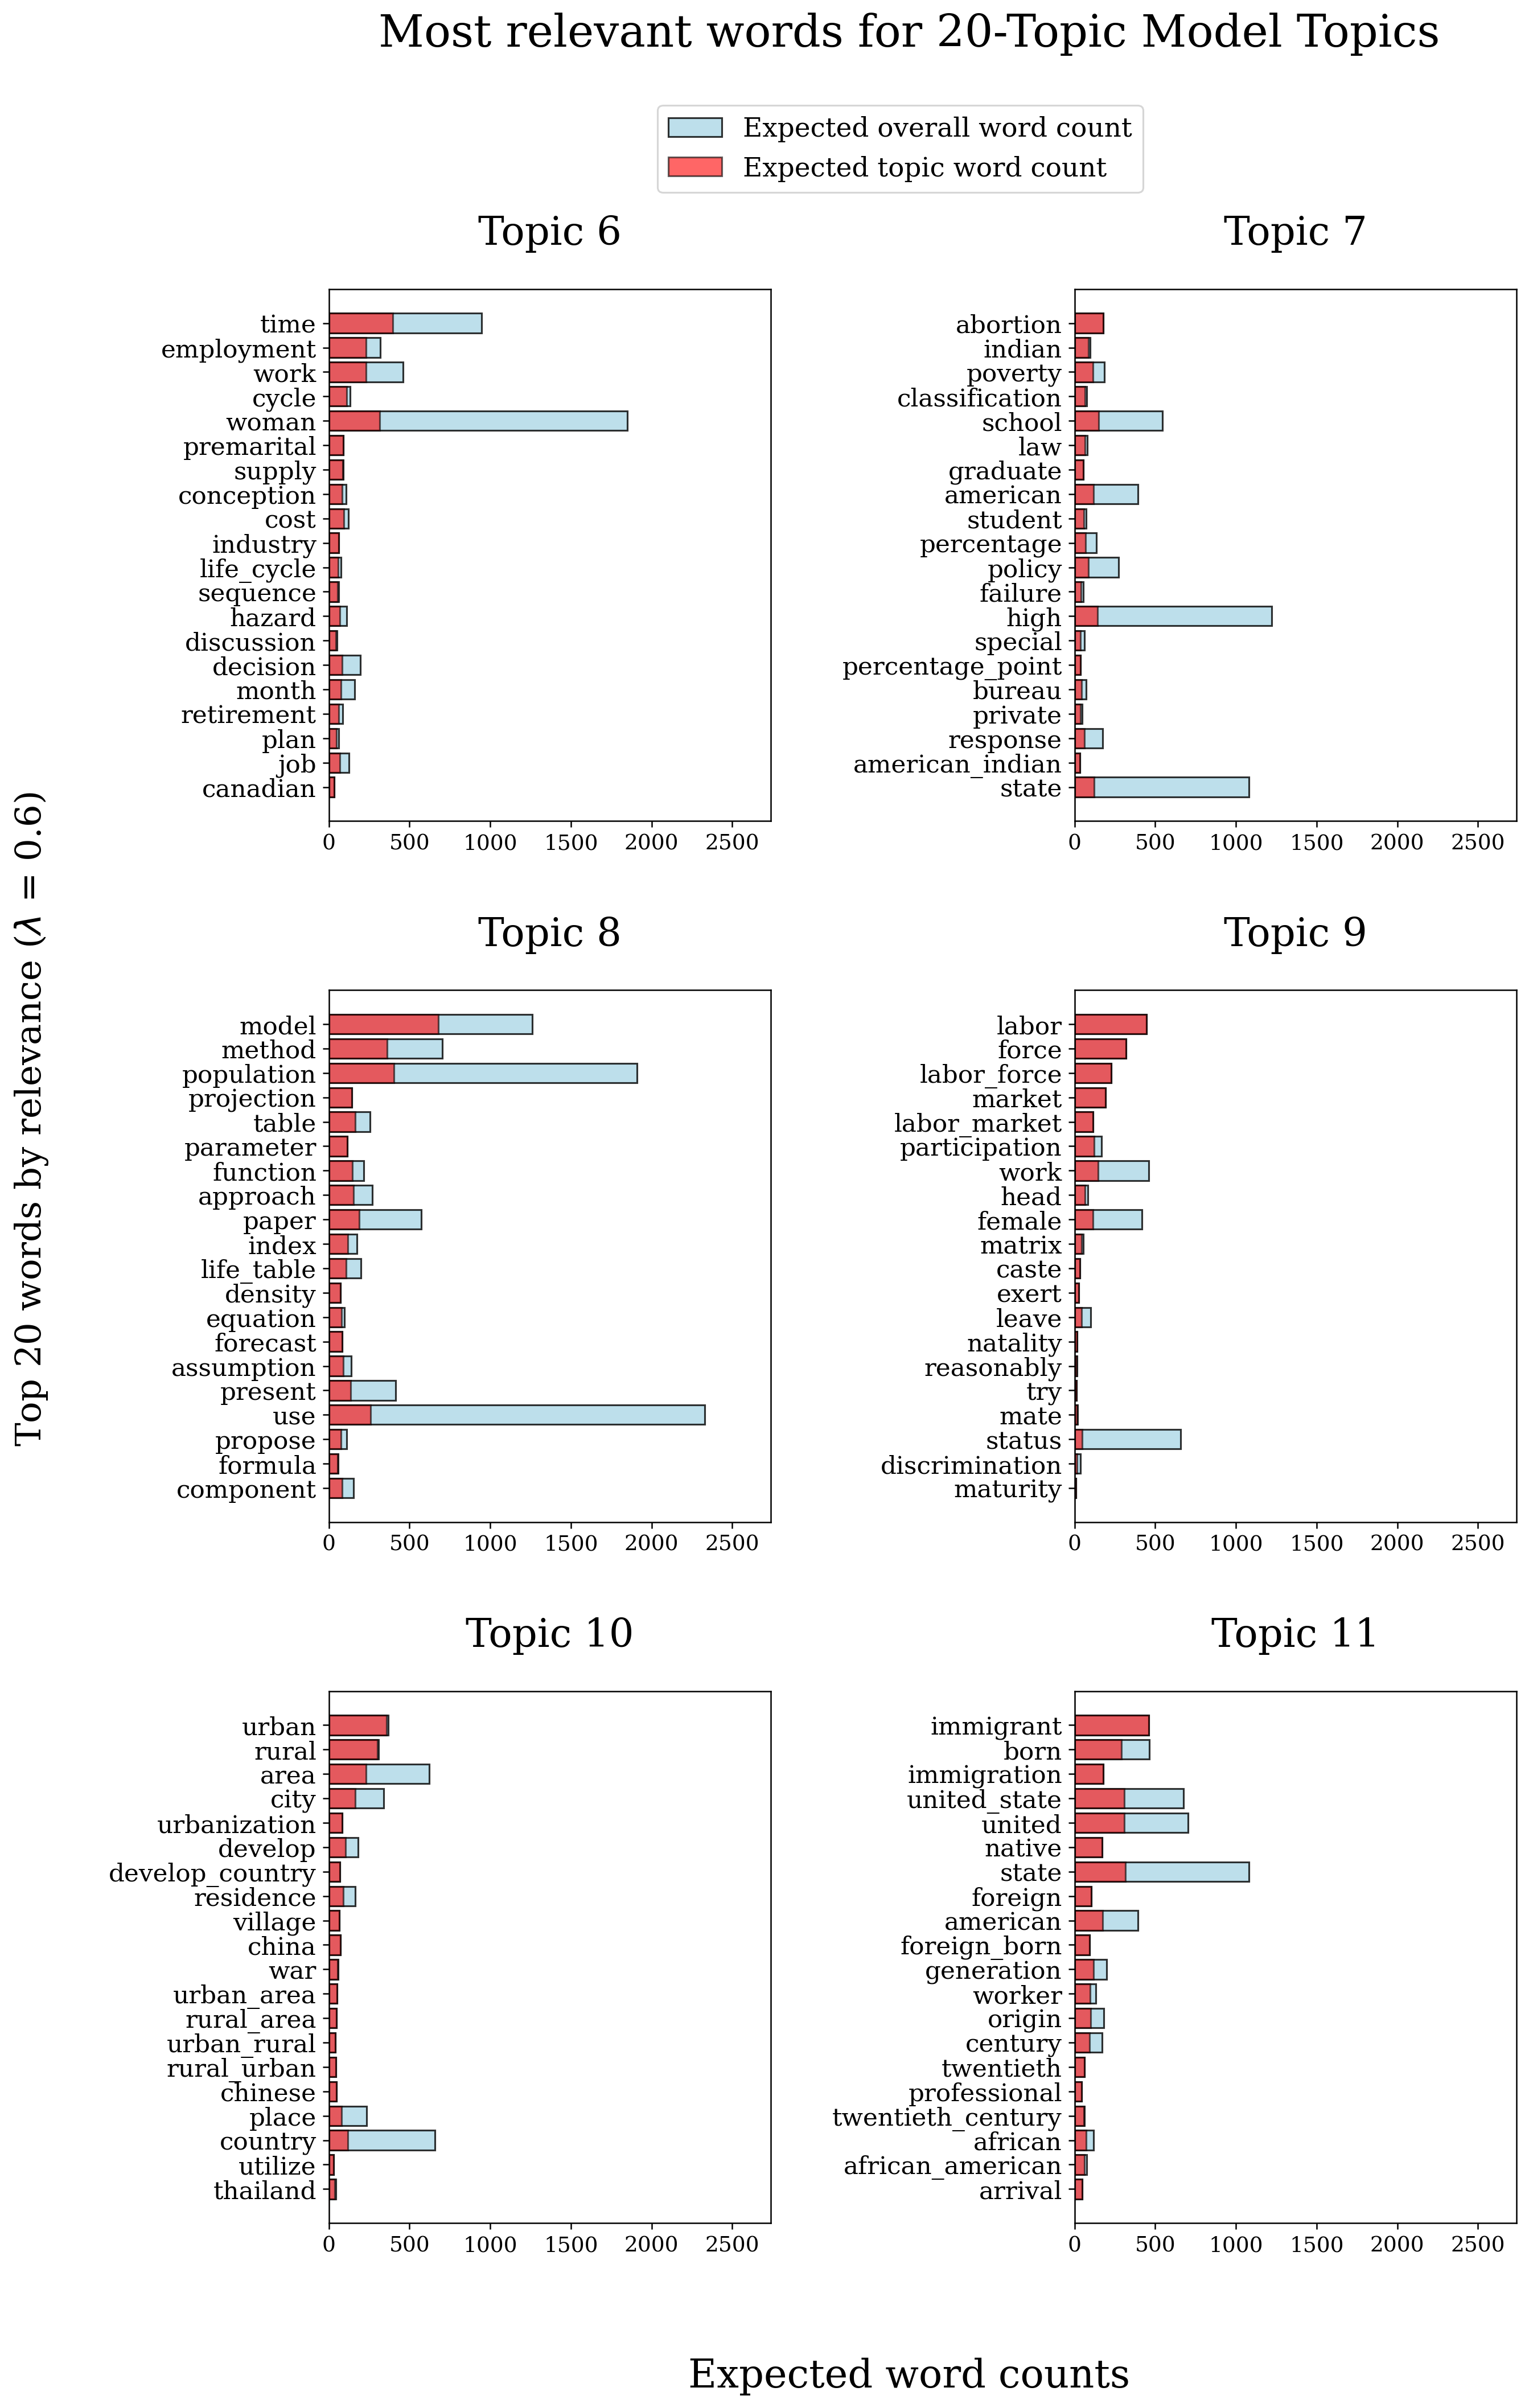 Most relevant words for 20-Topic Model Topics
Expected overall word count
Expected topic word count
Top 20 words by relevance (λ = 0.6)
Topic 6
time
employment
work
cycle
woman
premarital
supply
conception
cost
industry
life_cycle
sequence
hazard
discussion
decision
month
retirement
plan
job
canadian
0 500 1000 1500 2000 2500
Topic 7
abortion
indian
poverty
classification
school
law
graduate
american
student
percentage
policy
failure
high
special
percentage_point
bureau
private
response
american_indian
state
0 500 1000 1500 2000 2500
Topic 8
model
method
population
projection
table
parameter
function
approach
paper
index
life_table
density
equation
forecast
assumption
present
use
propose
formula
component
0 500 1000 1500 2000 2500
Topic 9
labor
force
labor_force
market
labor_market
participation
work
head
female
matrix
caste
exert
leave
natality
reasonably
try
mate
status
discrimination
maturity
0 500 1000 1500 2000 2500
Topic 10
urban
rural
area
city
urbanization
develop
develop_country
residence
village
china
war
urban_area
rural_area
urban_rural
rural_urban
chinese
place
country
utilize
thailand
0 500 1000 1500 2000 2500
Topic 11
immigrant
born
immigration
united_state
united
native
state
foreign
american
foreign_born
generation
worker
origin
century
twentieth
professional
twentieth_century
african
african_american
arrival
0 500 1000 1500 2000 2500
Expected word counts